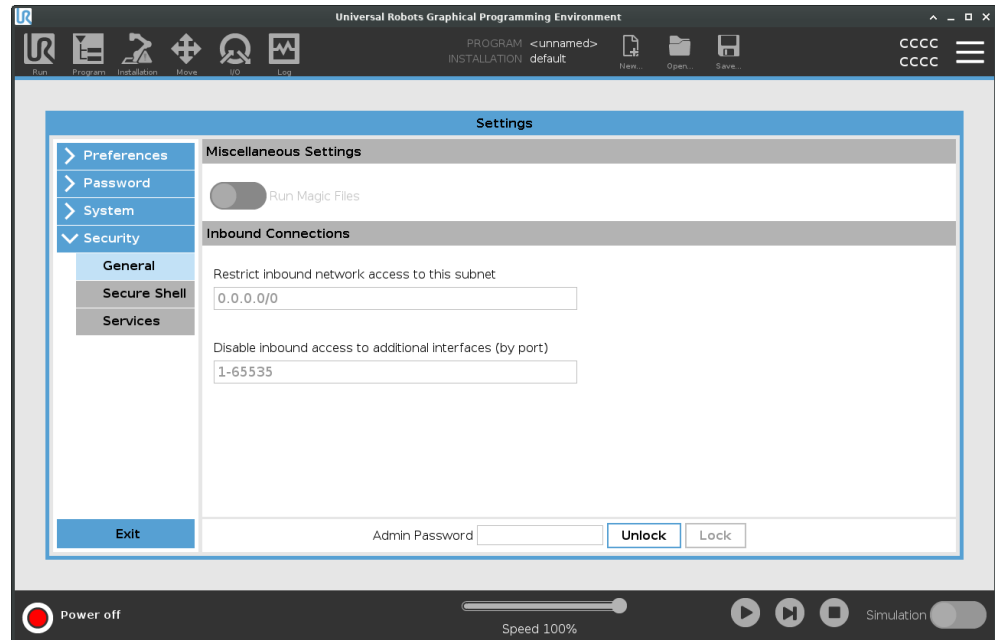 UR
Universal Robots Graphical Programming Environment
UR
Run
Program
Installation
Move
I/O
Log
PROGRAM <unnamed>
INSTALLATION default
New...
Open...
Save...
cccc
cccc
Settings
Preferences
Password
System
Security
General
Secure Shell
Services
Exit
Miscellaneous Settings
Run Magic Files
Inbound Connections
Restrict inbound network access to this subnet
0.0.0.0/0
Disable inbound access to additional interfaces (by port)
1-65535
Admin Password
Unlock
Lock
Power off
Speed 100%
Simulation